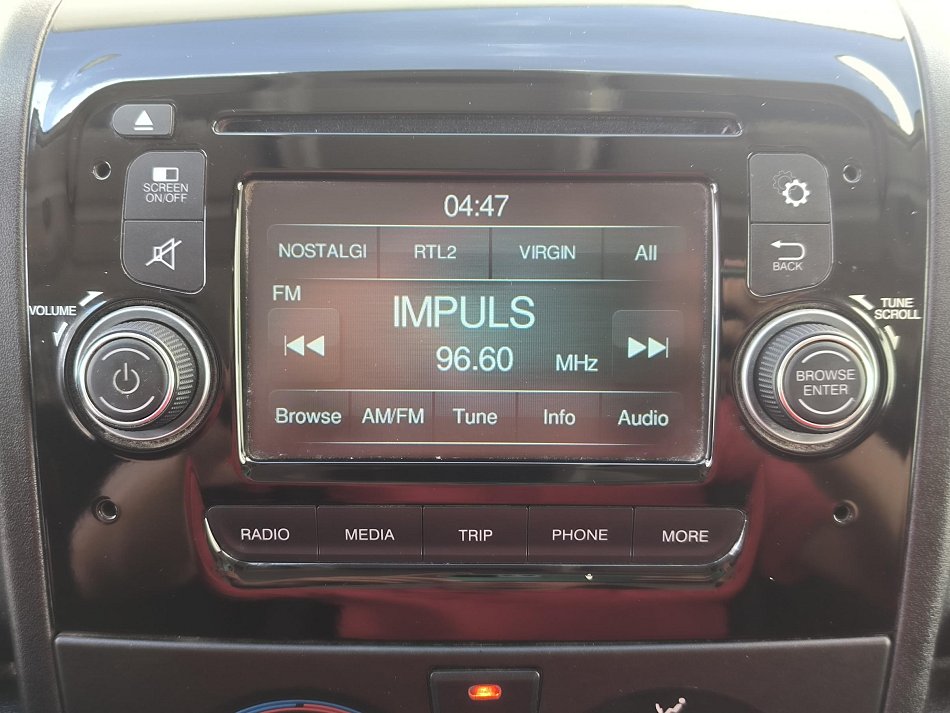 SCREEN
ON/OFF
VOLUME
04:47
NOSTALGI RTL2 VIRGIN All
FM
IMPULS
96.60 MHz
Browse AM/FM Tune Info Audio
BACK
TUNE
SCROLL
BROWSE
ENTER
RADIO MEDIA TRIP PHONE MORE